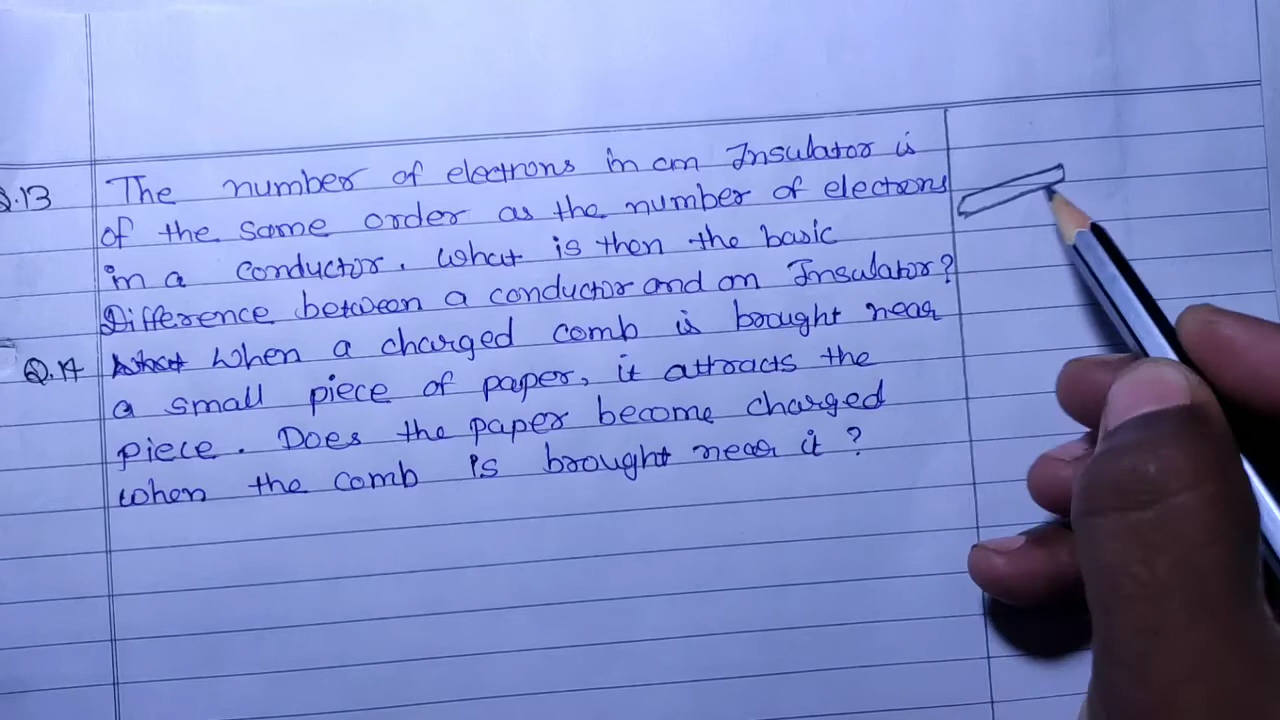 Q.13 The number of electrons in an Insulator is
of the same order as the number of electrons
in a conductor. What is then the basic
Difference between a conductor and an Insulator?
Q.14 When a charged comb is brought near
a small piece of paper, it attracts the
piece. Does the paper become charged
when the comb is brought near it ?